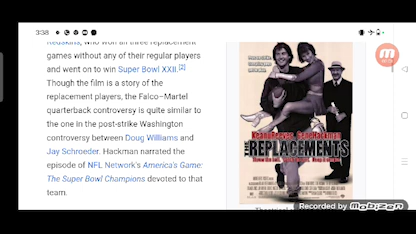 3:38
Redskins, who won all three replacement
games without any of their regular players
and went on to win Super Bowl XXII.[2]
Though the film is a story of the
replacement players, the Falco–Martel
quarterback controversy is quite similar to
the one in the post-strike Washington
controversy between Doug Williams and
Jay Schroeder. Hackman narrated the
episode of NFL Network's America's Game:
The Super Bowl Champions devoted to that
team.
Keanu Reeves Gene Hackman
THE REPLACEMENTS
Recorded by mobizen